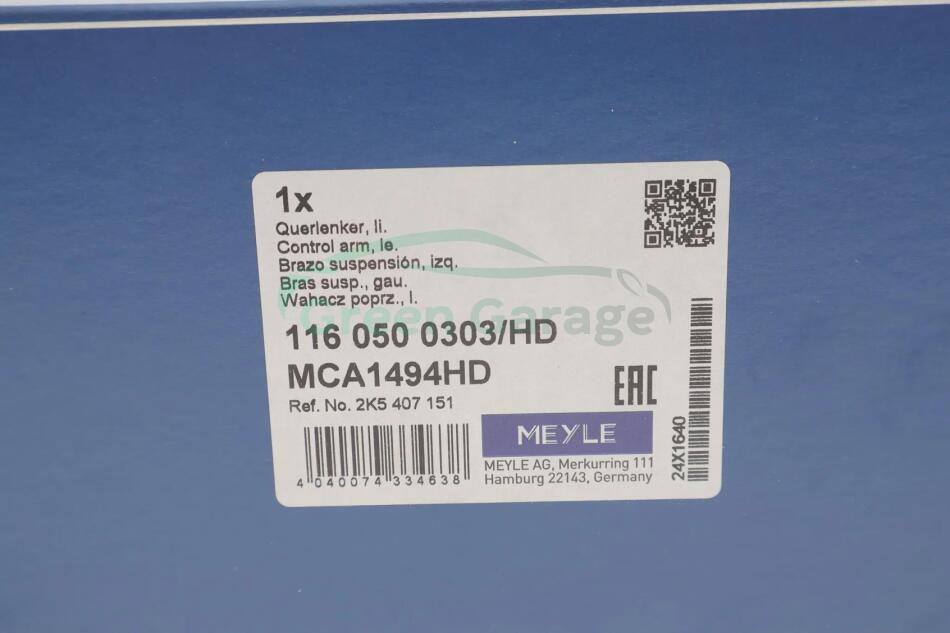 1x
Querlenker, li.
Control arm, le.
Brazo suspensión, izq.
Bras susp., gau.
Wahacz poprz., l.
Green Garage
116 050 0303/HD
MCA1494HD
Ref. No. 2K5 407 151
EAC
MEYLE
MEYLE AG, Merkurring 111
Hamburg 22143, Germany
4 040074 334638
24X1640